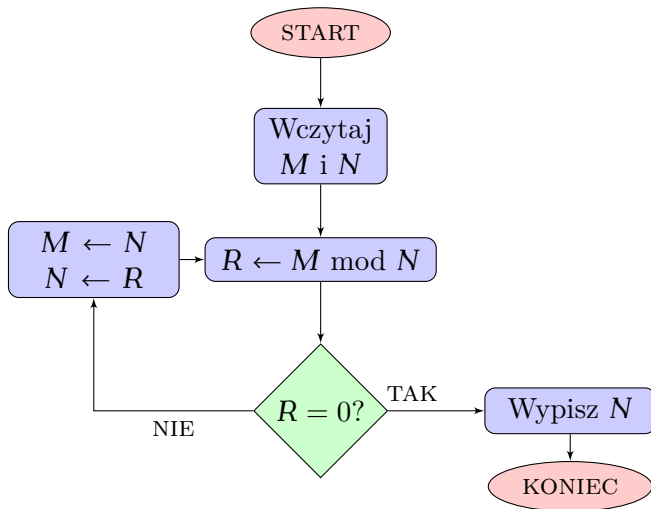 START
Wczytaj
M i N
M ← N
N ← R
R ← M mod N
R = 0?
TAK
NIE
Wypisz N
KONIEC